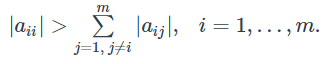 |a_{ii}| > \sum_{j=1, j \neq i}^{m} |a_{ij}|, i = 1, . . . , m.